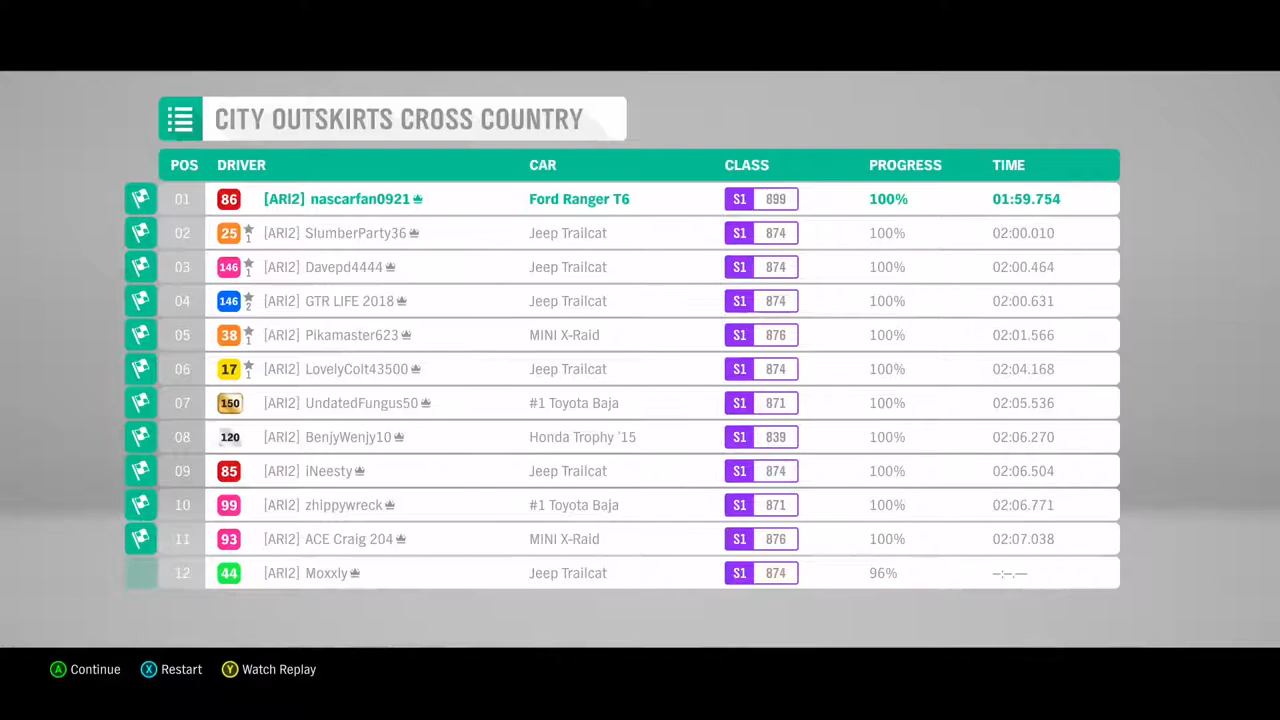 CITY OUTSKIRTS CROSS COUNTRY
POS DRIVER CAR CLASS PROGRESS TIME
01 86 [ARI2] nascarfan0921 Ford Ranger T6 S1 899 100% 01:59.754
02 25 1 [ARI2] SlumberParty36 Jeep Trailcat S1 874 100% 02:00.010
03 146 1 [ARI2] Davepd4444 Jeep Trailcat S1 874 100% 02:00.464
04 146 2 [ARI2] GTR LIFE 2018 Jeep Trailcat S1 874 100% 02:00.631
05 38 1 [ARI2] Pikamaster623 MINI X-Raid S1 876 100% 02:01.566
06 17 1 [ARI2] LovelyColt43500 Jeep Trailcat S1 874 100% 02:04.168
07 150 [ARI2] UndatedFungus50 #1 Toyota Baja S1 871 100% 02:05.536
08 120 [ARI2] BenjyWenjy10 Honda Trophy '15 S1 839 100% 02:06.270
09 85 [ARI2] iNeesty Jeep Trailcat S1 874 100% 02:06.504
10 99 [ARI2] zhippywreck #1 Toyota Baja S1 871 100% 02:06.771
11 93 [ARI2] ACE Craig 204 MINI X-Raid S1 876 100% 02:07.038
12 44 [ARI2] Moxxly Jeep Trailcat S1 874 96% --:--.---
A Continue X Restart Y Watch Replay